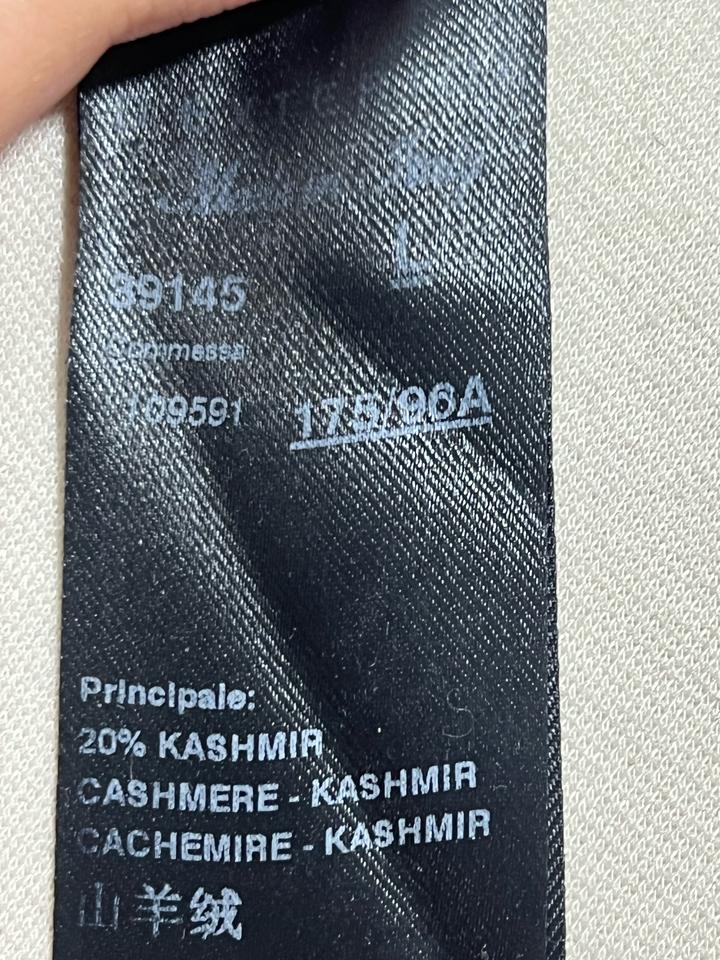 L
39145
Commessa
109591 175/96A
Principale:
20% KASHMIR
CASHMERE - KASHMIR
CACHEMIRE - KASHMIR
山羊绒